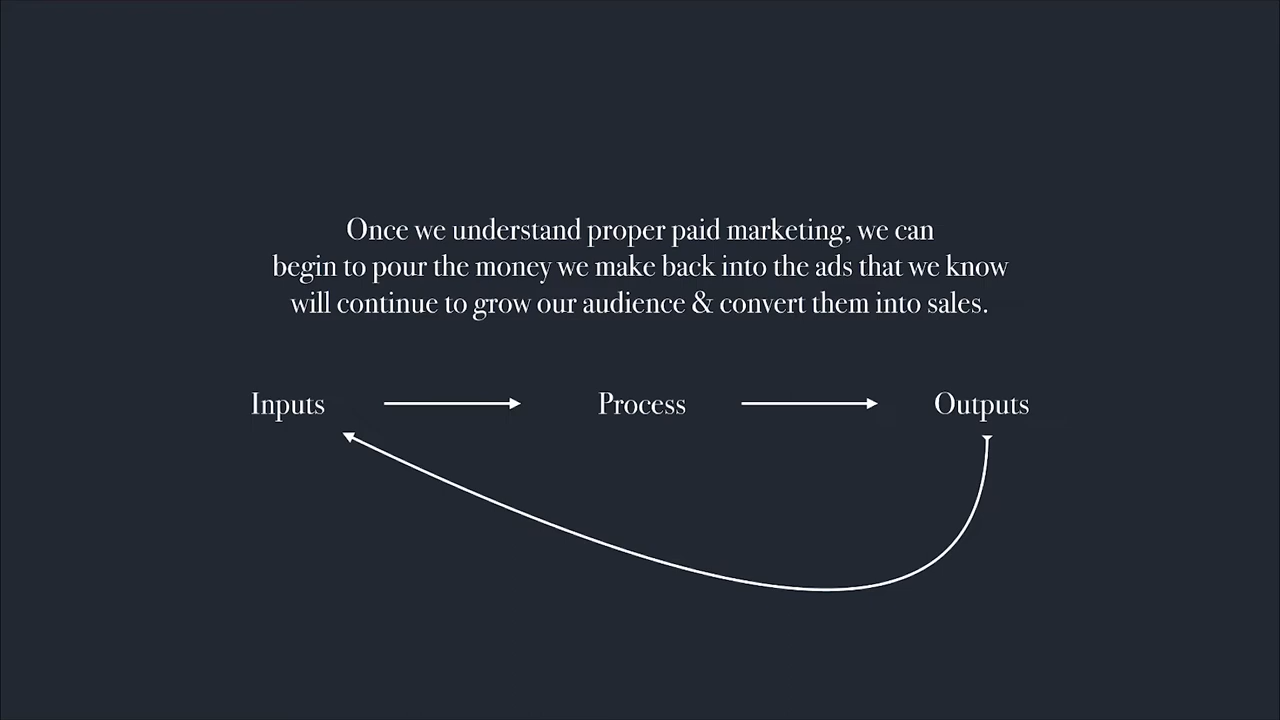 Once we understand proper paid marketing, we can
begin to pour the money we make back into the ads that we know
will continue to grow our audience & convert them into sales.
Inputs
Process
Outputs